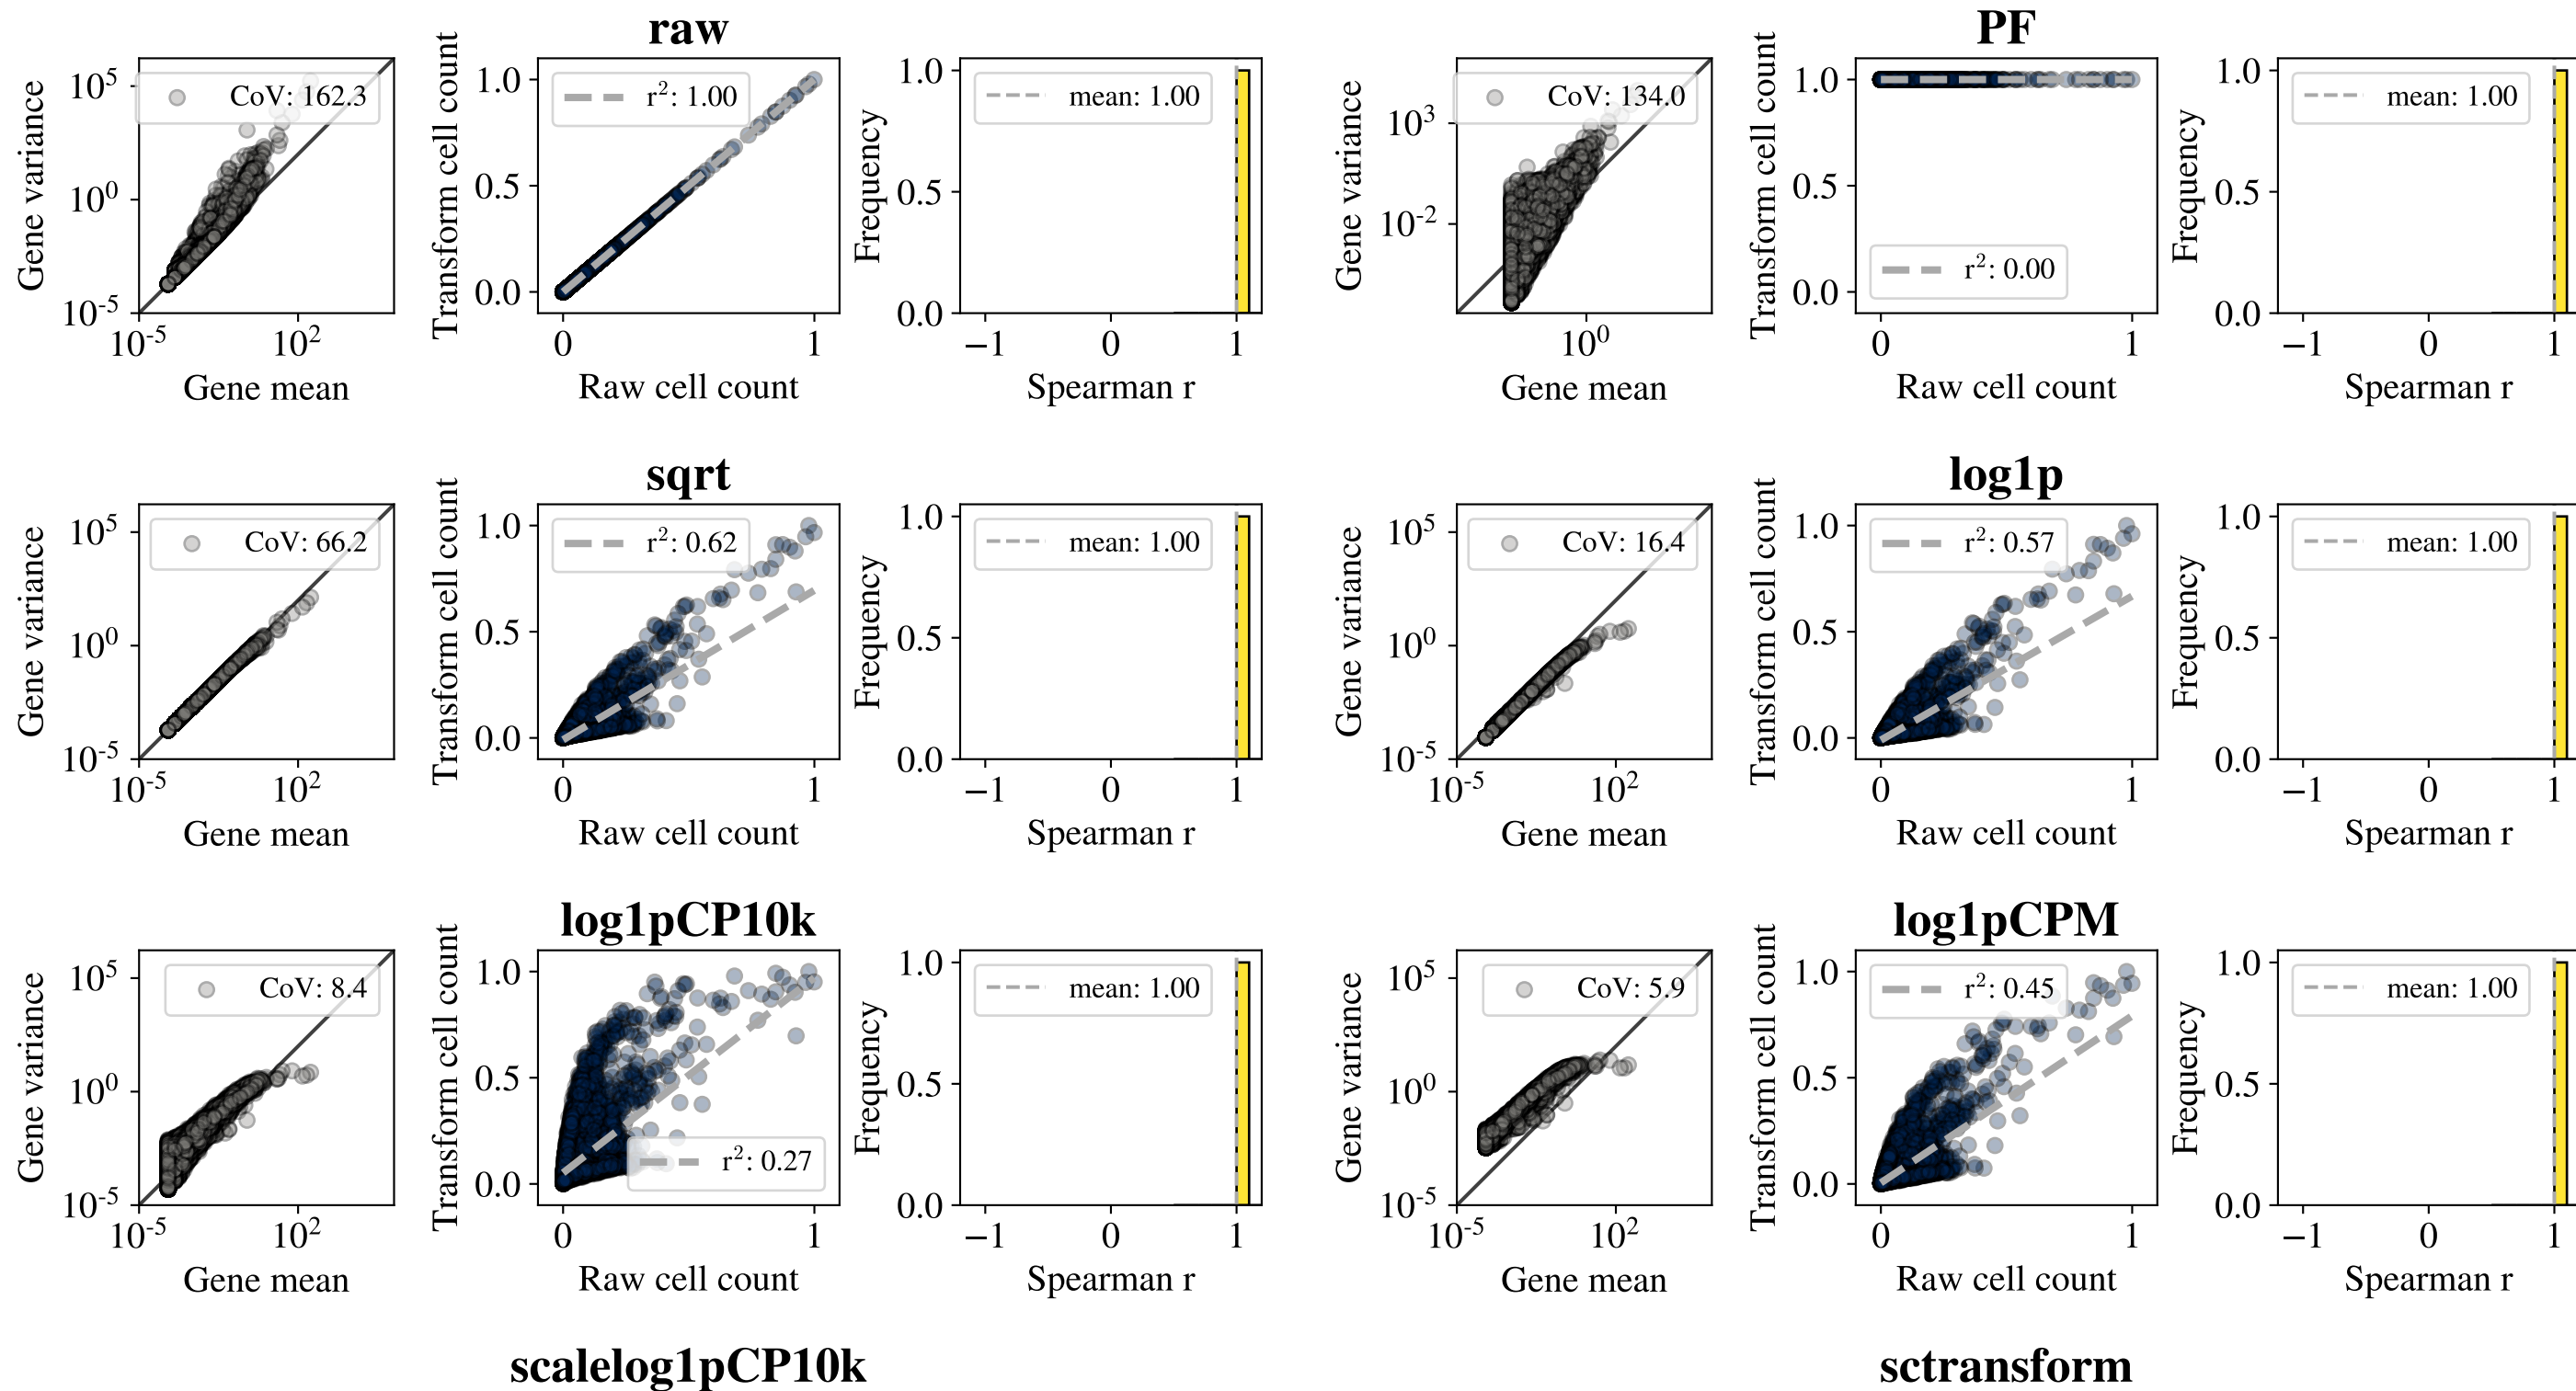 raw
Gene variance
10^5
10^0
10^-5
CoV: 162.3
10^-5
10^2
Gene mean
Transform cell count
1.0
0.5
0.0
r^2: 1.00
0
1
Raw cell count
Frequency
1.0
0.5
0.0
mean: 1.00
−1
0
1
Spearman r
PF
Gene variance
10^3
10^-2
CoV: 134.0
10^0
Gene mean
Transform cell count
1.0
0.5
0.0
r^2: 0.00
0
1
Raw cell count
Frequency
1.0
0.5
0.0
mean: 1.00
−1
0
1
Spearman r
sqrt
Gene variance
10^5
10^0
10^-5
CoV: 66.2
10^-5
10^2
Gene mean
Transform cell count
1.0
0.5
0.0
r^2: 0.62
0
1
Raw cell count
Frequency
1.0
0.5
0.0
mean: 1.00
−1
0
1
Spearman r
log1p
Gene variance
10^5
10^0
10^-5
CoV: 16.4
10^-5
10^2
Gene mean
Transform cell count
1.0
0.5
0.0
r^2: 0.57
0
1
Raw cell count
Frequency
1.0
0.5
0.0
mean: 1.00
−1
0
1
Spearman r
log1pCP10k
Gene variance
10^5
10^0
10^-5
CoV: 8.4
10^-5
10^2
Gene mean
Transform cell count
1.0
0.5
0.0
r^2: 0.27
0
1
Raw cell count
Frequency
1.0
0.5
0.0
mean: 1.00
−1
0
1
Spearman r
log1pCPM
Gene variance
10^5
10^0
10^-5
CoV: 5.9
10^-5
10^2
Gene mean
Transform cell count
1.0
0.5
0.0
r^2: 0.45
0
1
Raw cell count
Frequency
1.0
0.5
0.0
mean: 1.00
−1
0
1
Spearman r
scalelog1pCP10k
sctransform